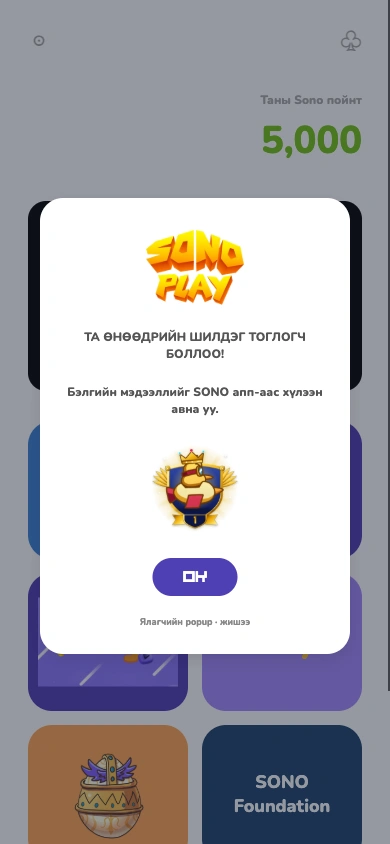 Таны Sono пойнт
5,000
SONO
PLAY
ТА ӨНӨӨДРИЙН ШИЛДЭГ ТОГЛОГЧ
БОЛЛОО!
Бэлгийн мэдээллийг SONO апп-аас хүлээн
авна уу.
1
OK
Ялагчийн popup · жишээ
SONO
Foundation